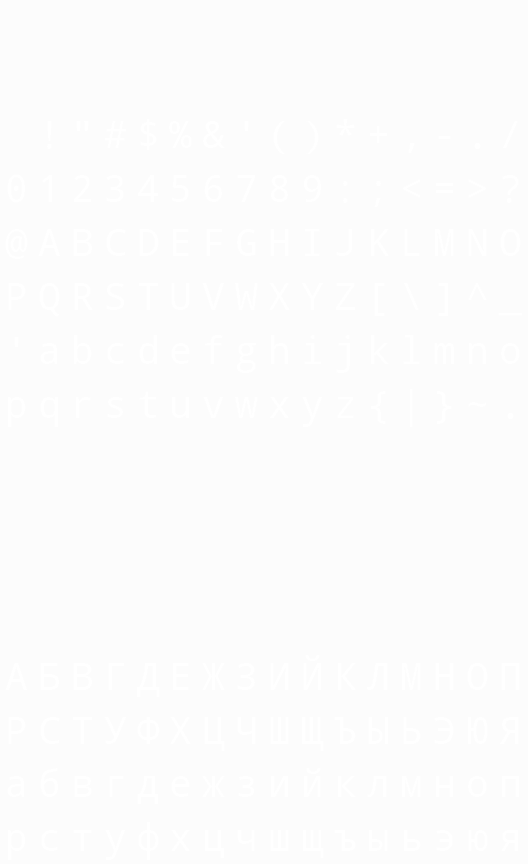 ! " # $ % & ' ( ) * + , - . /
0 1 2 3 4 5 6 7 8 9 : ; < = > ?
@ A B C D E F G H I J K L M N O
P Q R S T U V W X Y Z [ \ ] ^ _
` a b c d e f g h i j k l m n o
p q r s t u v w x y z { | } ~ .
А Б В Г Д Е Ж З И Й К Л М Н О П
Р С Т У Ф Х Ц Ч Ш Щ Ъ Ы Ь Э Ю Я
а б в г д е ж з и й к л м н о п
р с т у ф х ц ч ш щ ъ ы ь э ю я